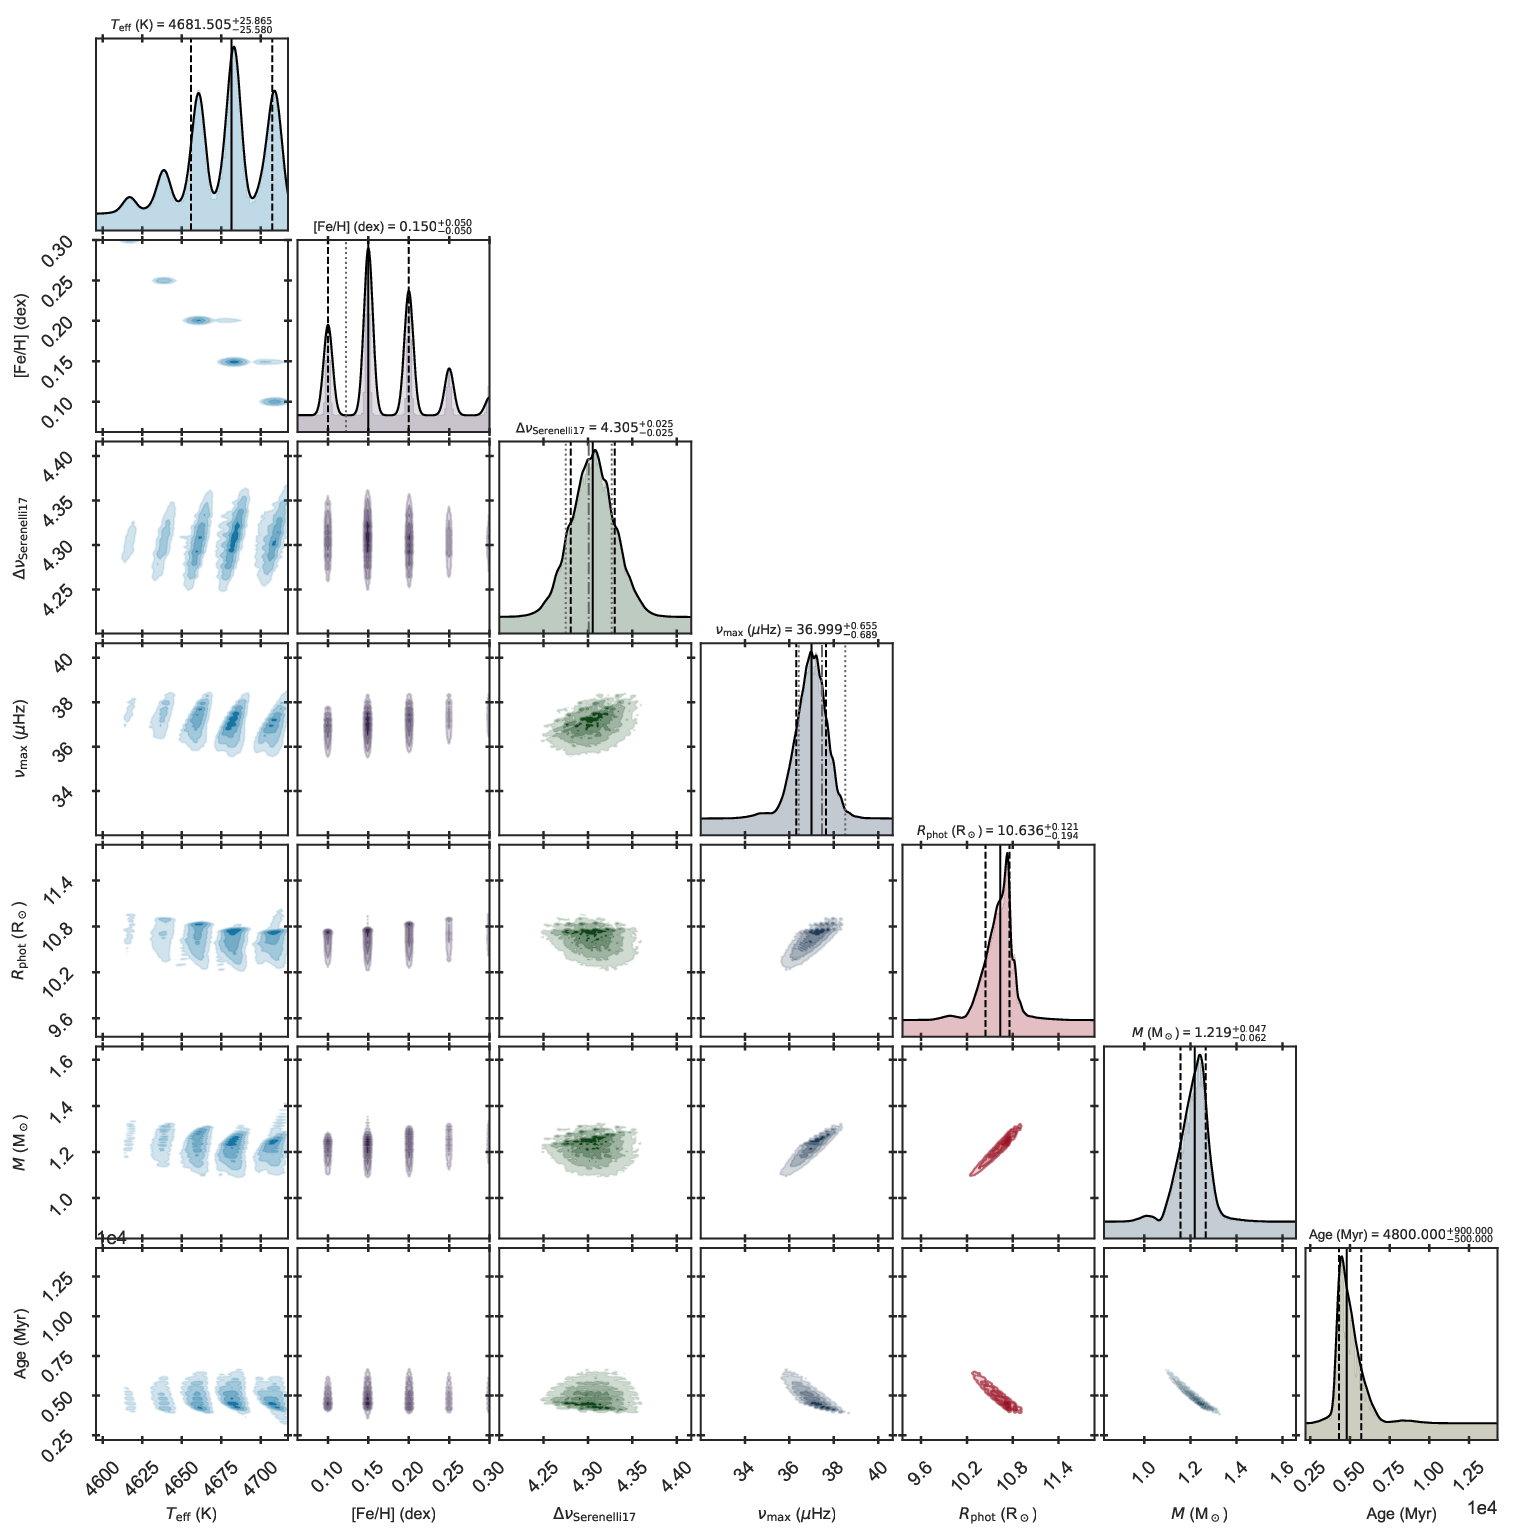 T_eff (K) = 4681.505 +25.865 −25.580
[Fe/H] (dex) = 0.150 +0.050 −0.050
0.30
0.25
0.20
0.15
0.10
[Fe/H] (dex)
Δν_Serenelli17 = 4.305 +0.025 −0.025
4.40
4.35
4.30
4.25
Δν_Serenelli17
ν_max (μHz) = 36.999 +0.655 −0.689
40
38
36
34
ν_max (μHz)
R_phot (R⊙) = 10.636 +0.121 −0.194
11.4
10.8
10.2
9.6
R_phot (R⊙)
M (M⊙) = 1.219 +0.047 −0.062
1.6
1.4
1.2
1.0
M (M⊙)
1e4
Age (Myr) = 4800.000 +900.000 −500.000
1.25
1.00
0.75
0.50
0.25
Age (Myr)
4600 4625 4650 4675 4700 0.10 0.15 0.20 0.25 0.30 4.25 4.30 4.35 4.40 34 36 38 40 9.6 10.2 10.8 11.4 1.0 1.2 1.4 1.6 0.25 0.50 0.75 1.00 1.25
1e4
T_eff (K) [Fe/H] (dex) Δν_Serenelli17 ν_max (μHz) R_phot (R⊙) M (M⊙) Age (Myr)